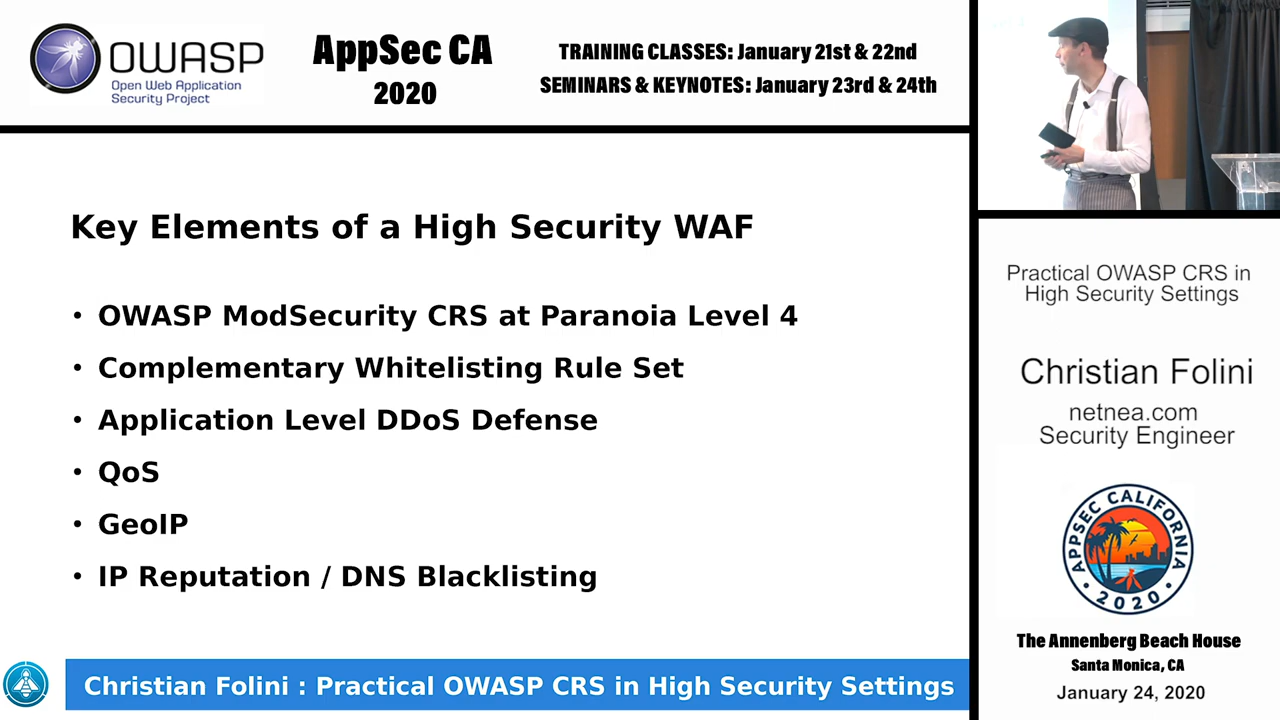 OWASP
Open Web Application
Security Project
AppSec CA
2020
TRAINING CLASSES: January 21st & 22nd
SEMINARS & KEYNOTES: January 23rd & 24th
Key Elements of a High Security WAF
• OWASP ModSecurity CRS at Paranoia Level 4
• Complementary Whitelisting Rule Set
• Application Level DDoS Defense
• QoS
• GeoIP
• IP Reputation / DNS Blacklisting
Christian Folini : Practical OWASP CRS in High Security Settings
Practical OWASP CRS in
High Security Settings
Christian Folini
netnea.com
Security Engineer
APPSEC CALIFORNIA
• 2020 •
The Annenberg Beach House
Santa Monica, CA
January 24, 2020